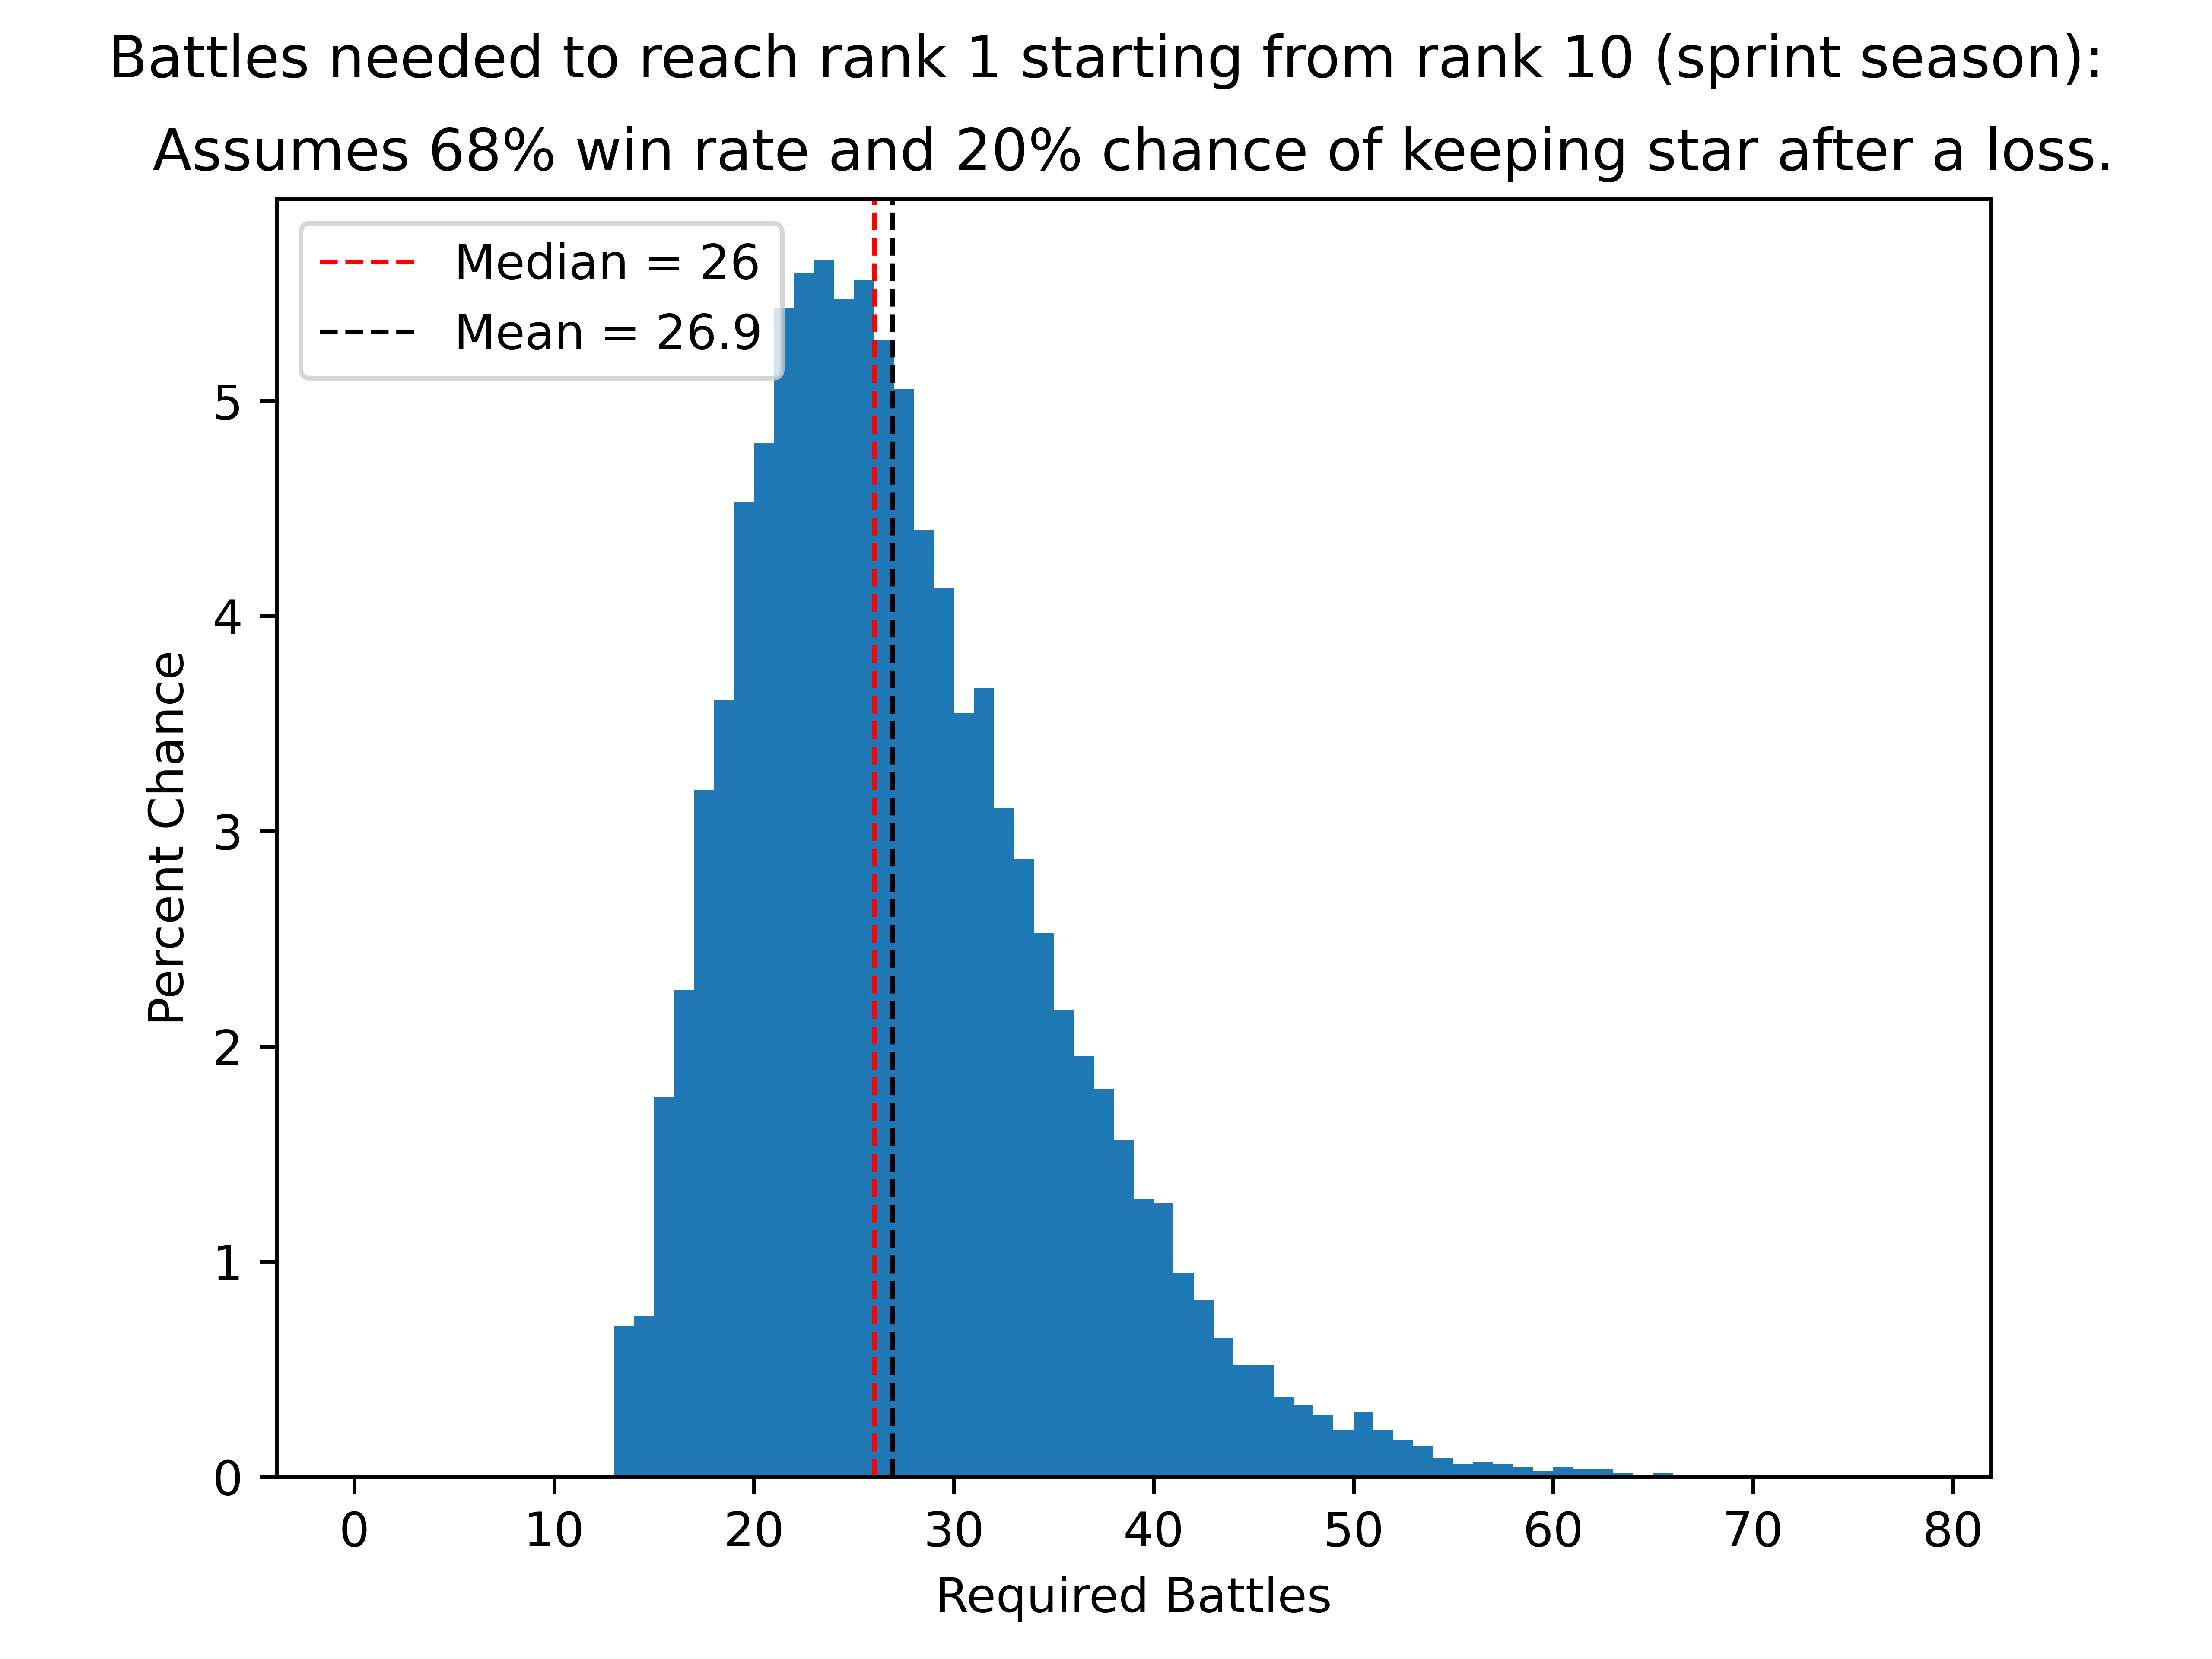 Battles needed to reach rank 1 starting from rank 10 (sprint season):
Assumes 68% win rate and 20% chance of keeping star after a loss.
Median = 26
Mean = 26.9
Percent Chance
5
4
3
2
1
0
0 10 20 30 40 50 60 70 80
Required Battles